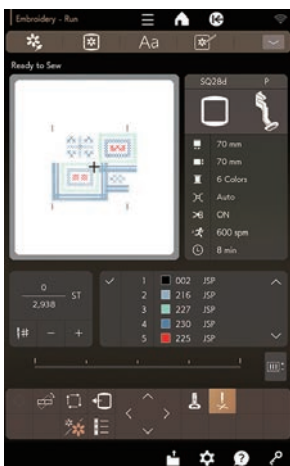 Embroidery - Run
Aa
Ready to Sew
SQ28d P
70 mm
70 mm
6 Colors
Auto
ON
600 spm
8 min
0
2,938
ST
1#
-
+
✓ 1 002 JSP
2 216 JSP
3 227 JSP
4 230 JSP
5 225 JSP
?